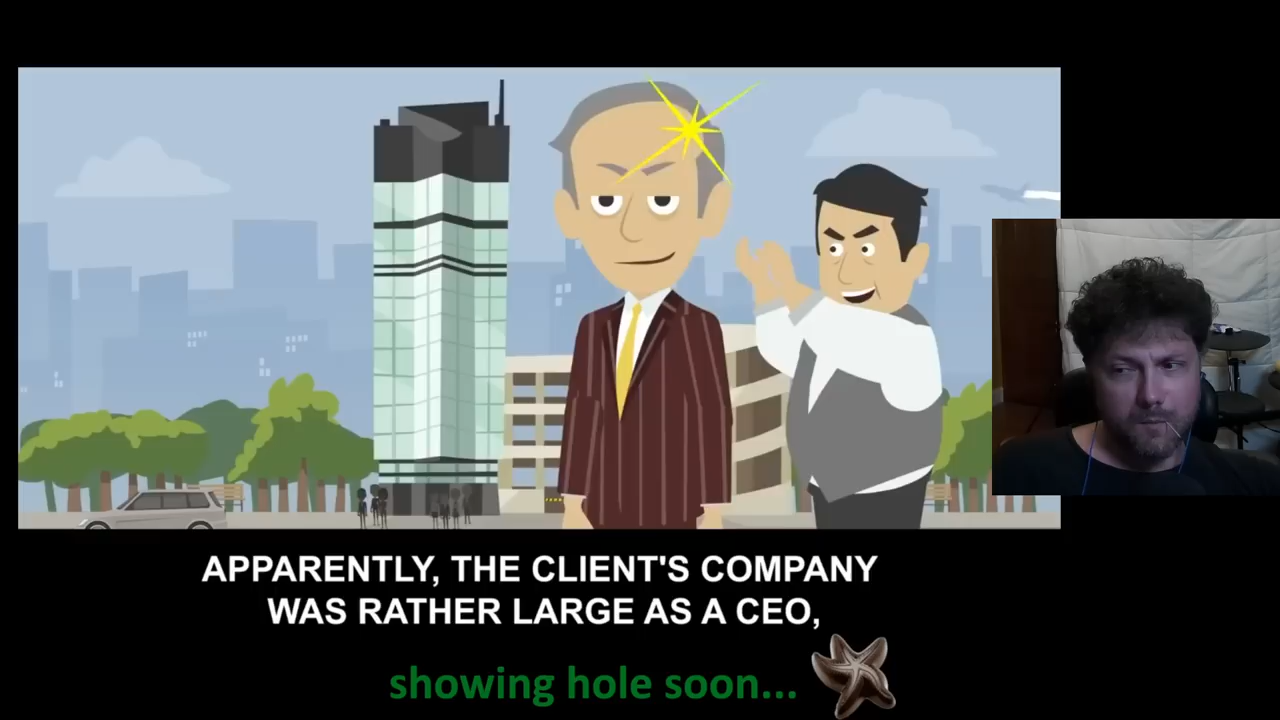 APPARENTLY, THE CLIENT'S COMPANY
WAS RATHER LARGE AS A CEO,
showing hole soon...